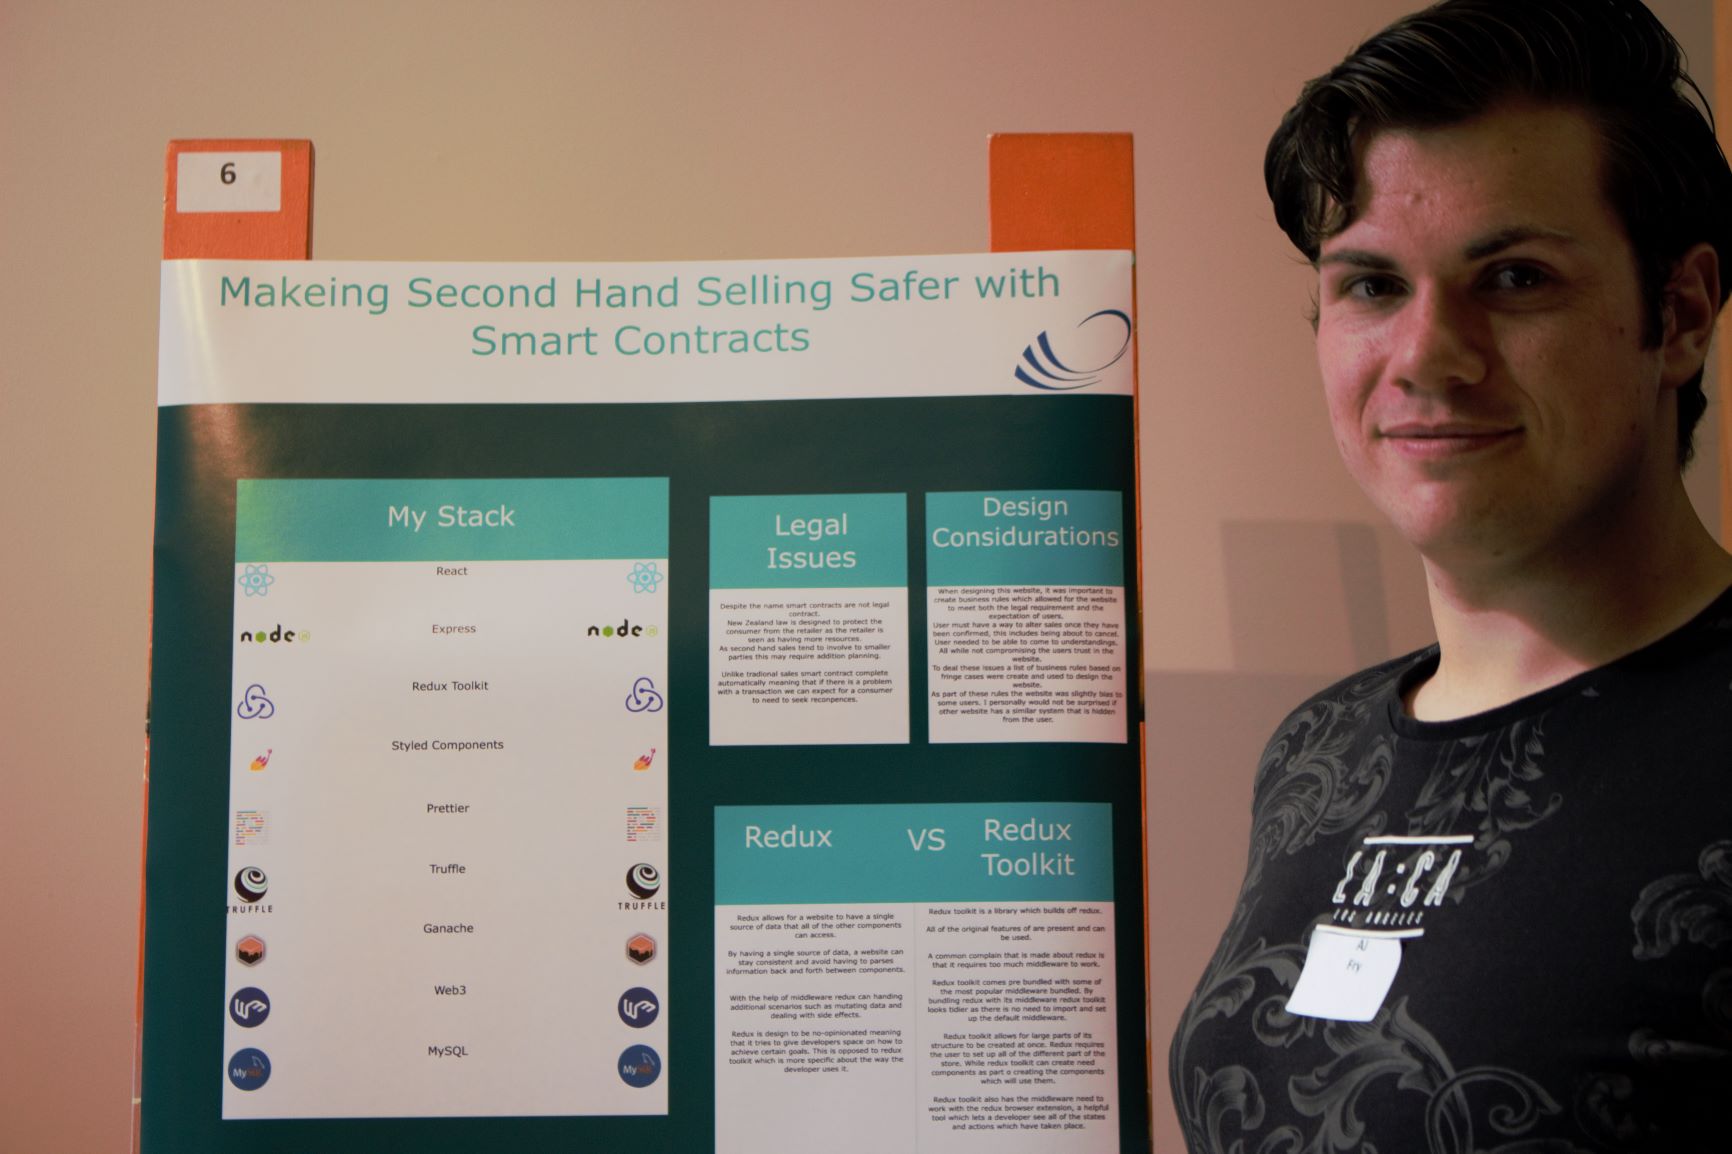 6
Makeing Second Hand Selling Safer with
Smart Contracts
My Stack
React
node
Express
node
Redux Toolkit
Styled Components
Prettier
Truffle
TRUFFLE
TRUFFLE
Ganache
Web3
MySQL
My
My
Legal
Issues
Despite the name smart contracts are not legal
contract.
New Zealand law is designed to protect the
consumer from the retailer as the retailer is
seen as having more resources.
As second hand sales tend to involve to smaller
parties this may require addition planning.
Unlike tradional sales smart contract complete
automatically meaning that if there is a problem
with a transaction we can expect for a consumer
to need to seek reconpences.
Design
Considurations
When designing this website, it was important to
create business rules which allowed for the website
to meet both the legal requirement and the
expectation of users.
User must have a way to alter sales once they have
been confirmed, this includes being about to cancel.
User needed to be able to come to understandings.
All while not compromising the users trust in the
website.
To deal these issues a list of business rules based on
fringe cases were create and used to design the
website.
As part of these rules the website was slightly bias to
some users. I personally would not be surprised if
other website has a similar system that is hidden
from the user.
Redux
VS
Redux
Toolkit
Redux allows for a website to have a single
source of data that all of the other components
can access.
By having a single source of data, a website can
stay consistent and avoid having to parses
information back and forth between components.
With the help of middleware redux can handing
additional scenarios such as mutating data and
dealing with side effects.
Redux is design to be no-opinionated meaning
that it tries to give developers space on how to
achieve certain goals. This is opposed to redux
toolkit which is more specific about the way the
developer uses it.
Redux toolkit is a library which builds off redux.
All of the original features of are present and can
be used.
A common complain that is made about redux is
that it requires too much middleware to work.
Redux toolkit comes pre bundled with some of
the most popular middleware bundled. By
bundling redux with its middleware redux toolkit
looks tidier as there is no need to import and set
up the default middleware.
Redux toolkit allows for large parts of its
structure to be created at once. Redux requires
the user to set up all of the different part of the
store. While redux toolkit can create need
components as part o creating the components
which will use them.
Redux toolkit also has the middleware need to
work with the redux browser extension, a helpful
tool which lets a developer see all of the states
and actions which have taken place.
LA:CA
LOS ANGELES
AJ
Fry